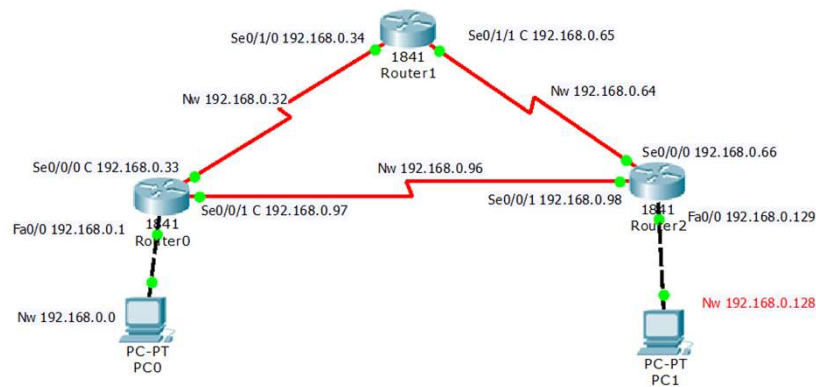 Se0/1/0 192.168.0.34
Se0/1/1 C 192.168.0.65
1841
Router1
Nw 192.168.0.32
Nw 192.168.0.64
Se0/0/0 C 192.168.0.33
Nw 192.168.0.96
Se0/0/0 192.168.0.66
Se0/0/1 C 192.168.0.97
Se0/0/1 192.168.0.98
1841
Router0
1841
Router2
Fa0/0 192.168.0.1
Fa0/0 192.168.0.129
Nw 192.168.0.0
Nw 192.168.0.128
PC-PT
PC0
PC-PT
PC1